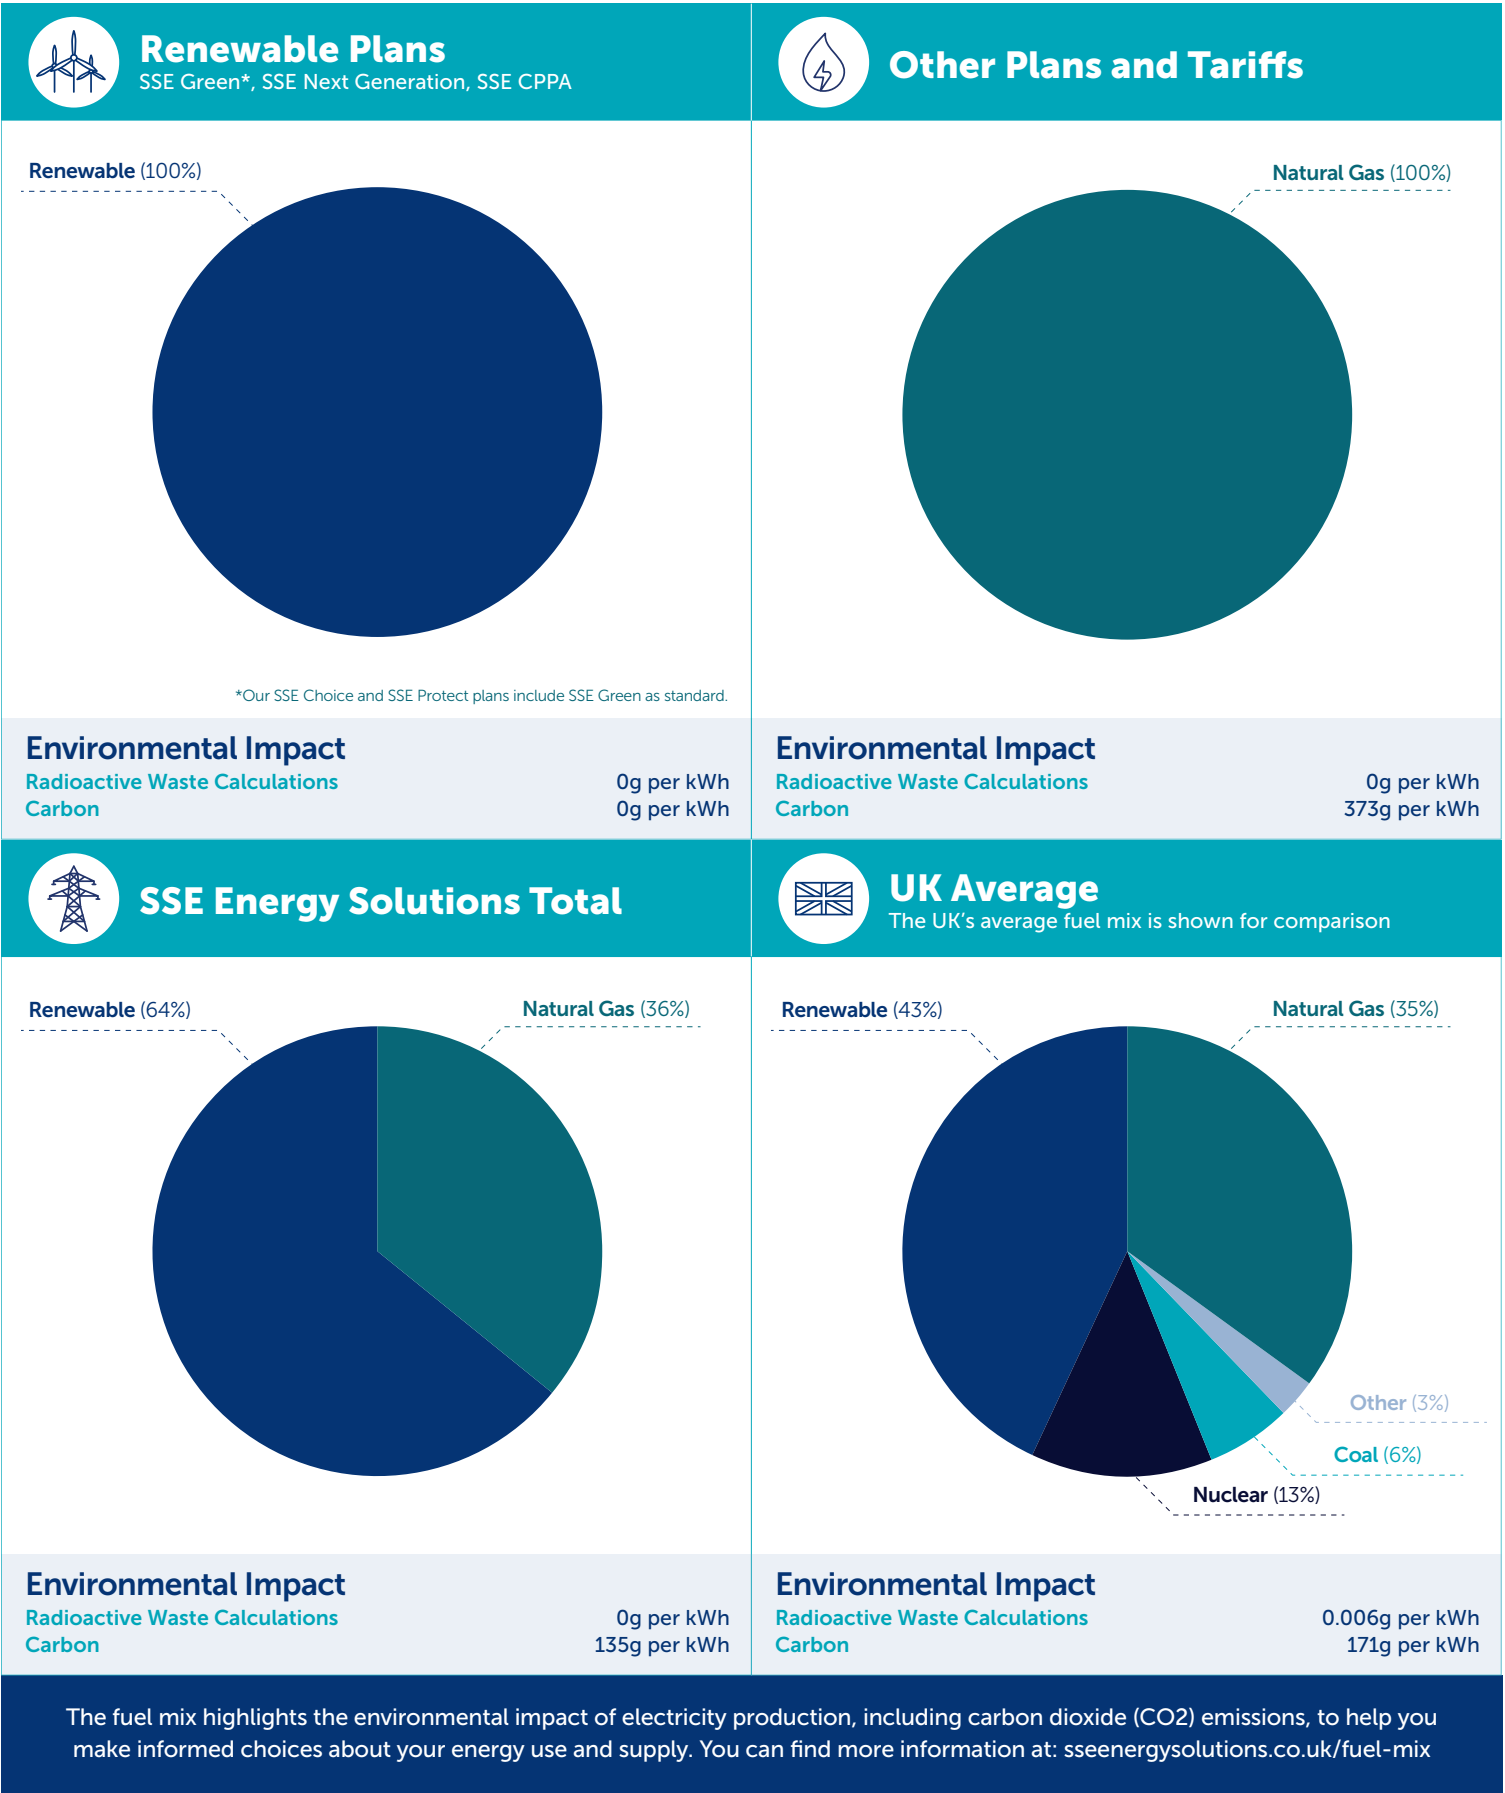 Renewable Plans
SSE Green*, SSE Next Generation, SSE CPPA
Renewable (100%)
*Our SSE Choice and SSE Protect plans include SSE Green as standard.
Environmental Impact
Radioactive Waste Calculations 0g per kWh
Carbon 0g per kWh
Other Plans and Tariffs
Natural Gas (100%)
Environmental Impact
Radioactive Waste Calculations 0g per kWh
Carbon 373g per kWh
SSE Energy Solutions Total
Renewable (64%)
Natural Gas (36%)
Environmental Impact
Radioactive Waste Calculations 0g per kWh
Carbon 135g per kWh
UK Average
The UK's average fuel mix is shown for comparison
Renewable (43%)
Natural Gas (35%)
Other (3%)
Coal (6%)
Nuclear (13%)
Environmental Impact
Radioactive Waste Calculations 0.006g per kWh
Carbon 171g per kWh
The fuel mix highlights the environmental impact of electricity production, including carbon dioxide (CO2) emissions, to help you
make informed choices about your energy use and supply. You can find more information at: sseenergysolutions.co.uk/fuel-mix